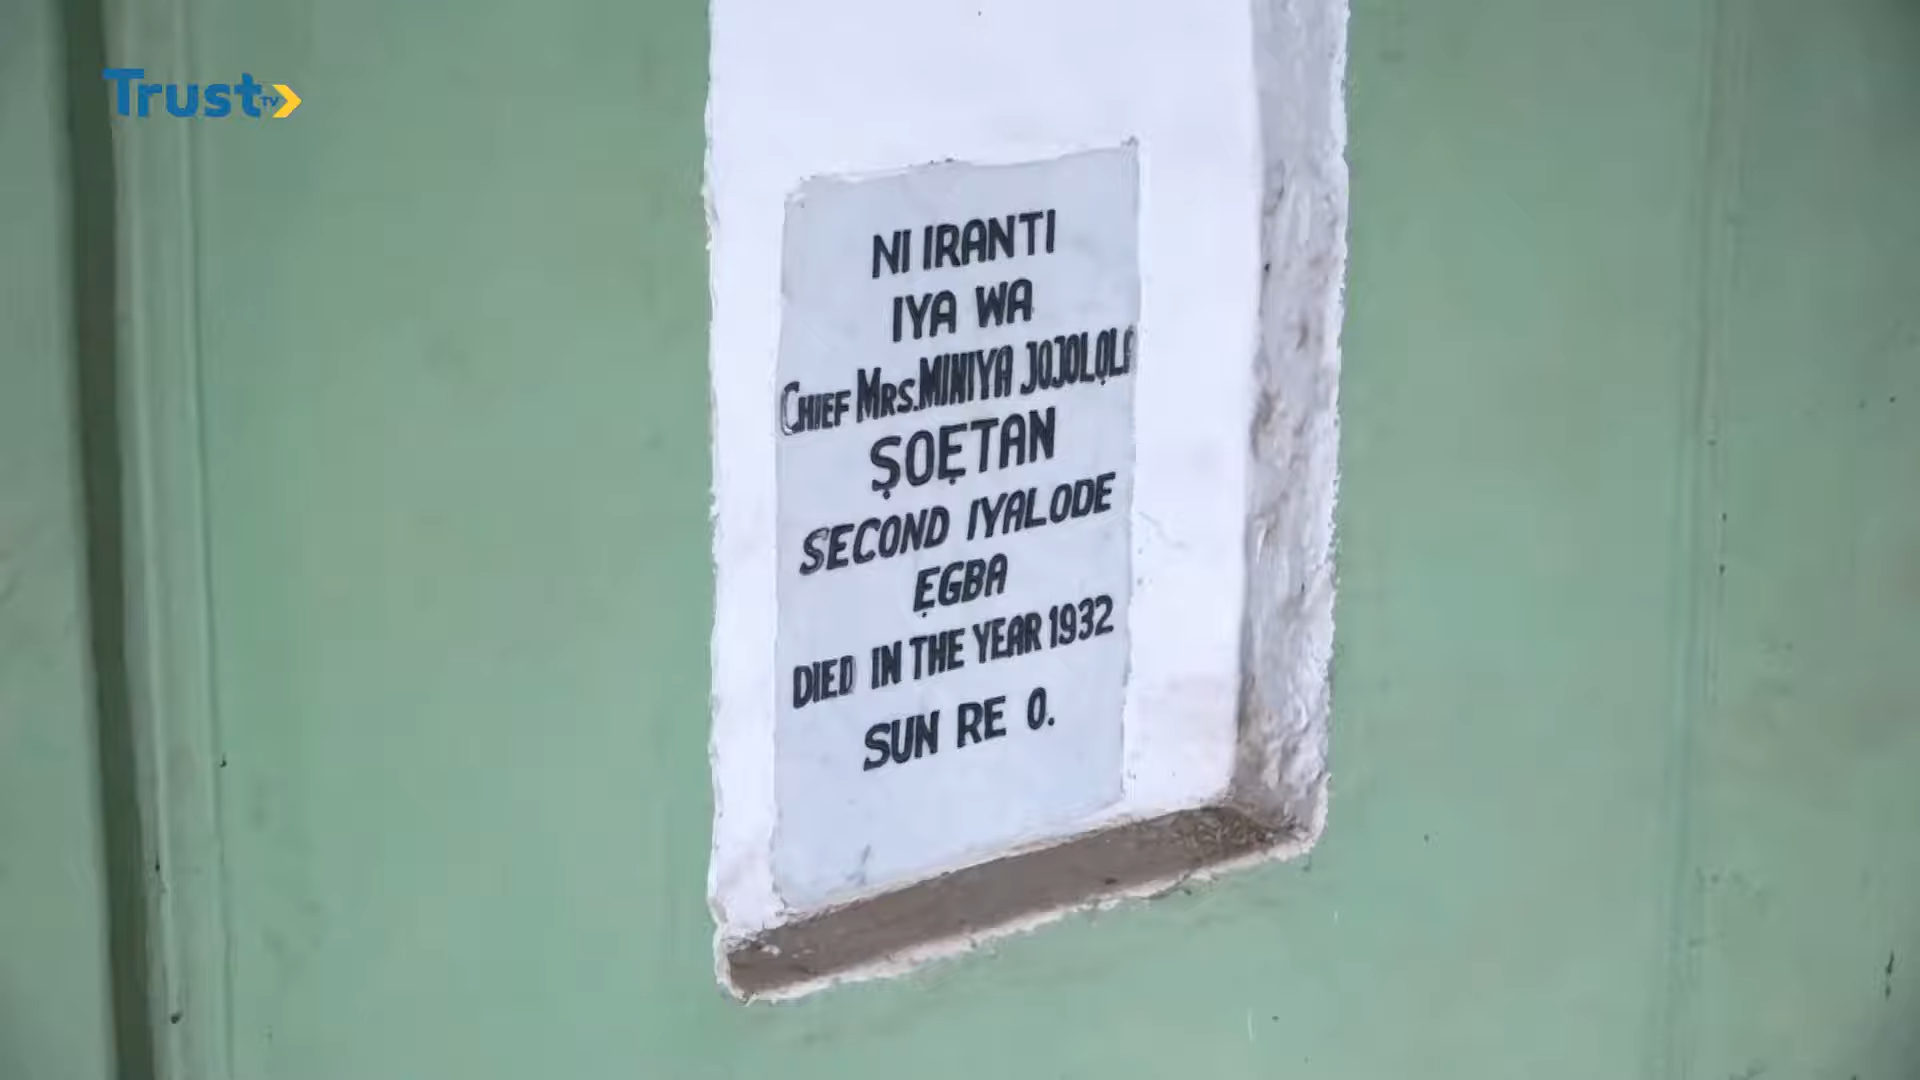 Trust TV
NI IRANTI
IYA WA
CHIEF MRS. MINIYA JOJOLỌLA
ṢOẸTAN
SECOND IYALODE
ẸGBA
DIED IN THE YEAR 1932
SUN RE O.